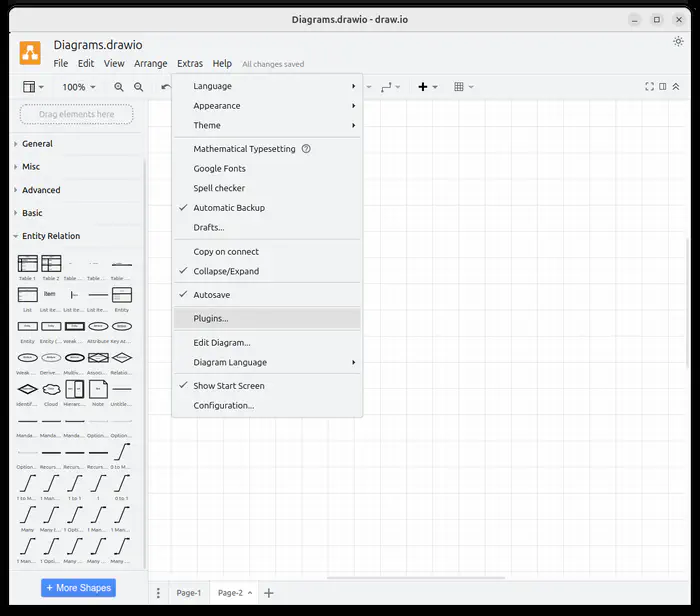 Diagrams.drawio - draw.io
Diagrams.drawio
File Edit View Arrange Extras Help All changes saved
100%
Drag elements here
General
Misc
Advanced
Basic
Entity Relation
Table 1 Table 2 Table ... Table ... Table ...
List Item List Ite... List Ite... Entity
Entity Entity (... Weak ... Attribute Key At...
Weak ... Derive... Multiv... Associ... Relatio...
Identif... Cloud Hierarc... Note Untitle...
Manda... Manda... Manda... Option... Option...
Option... Recurs... Recurs... Recurs... 0 to M...
1 to M... 1 Man... 1 to 1 1 0 to 1
Many Many t... 1 Opti... 1 Man... 1 Man...
1 Man... 1 Opti... Many ... Many ... Many ...
+ More Shapes
Language
Appearance
Theme
Mathematical Typesetting ?
Google Fonts
Spell checker
Automatic Backup
Drafts...
Copy on connect
Collapse/Expand
Autosave
Plugins...
Edit Diagram...
Diagram Language
Show Start Screen
Configuration...
Page-1 Page-2